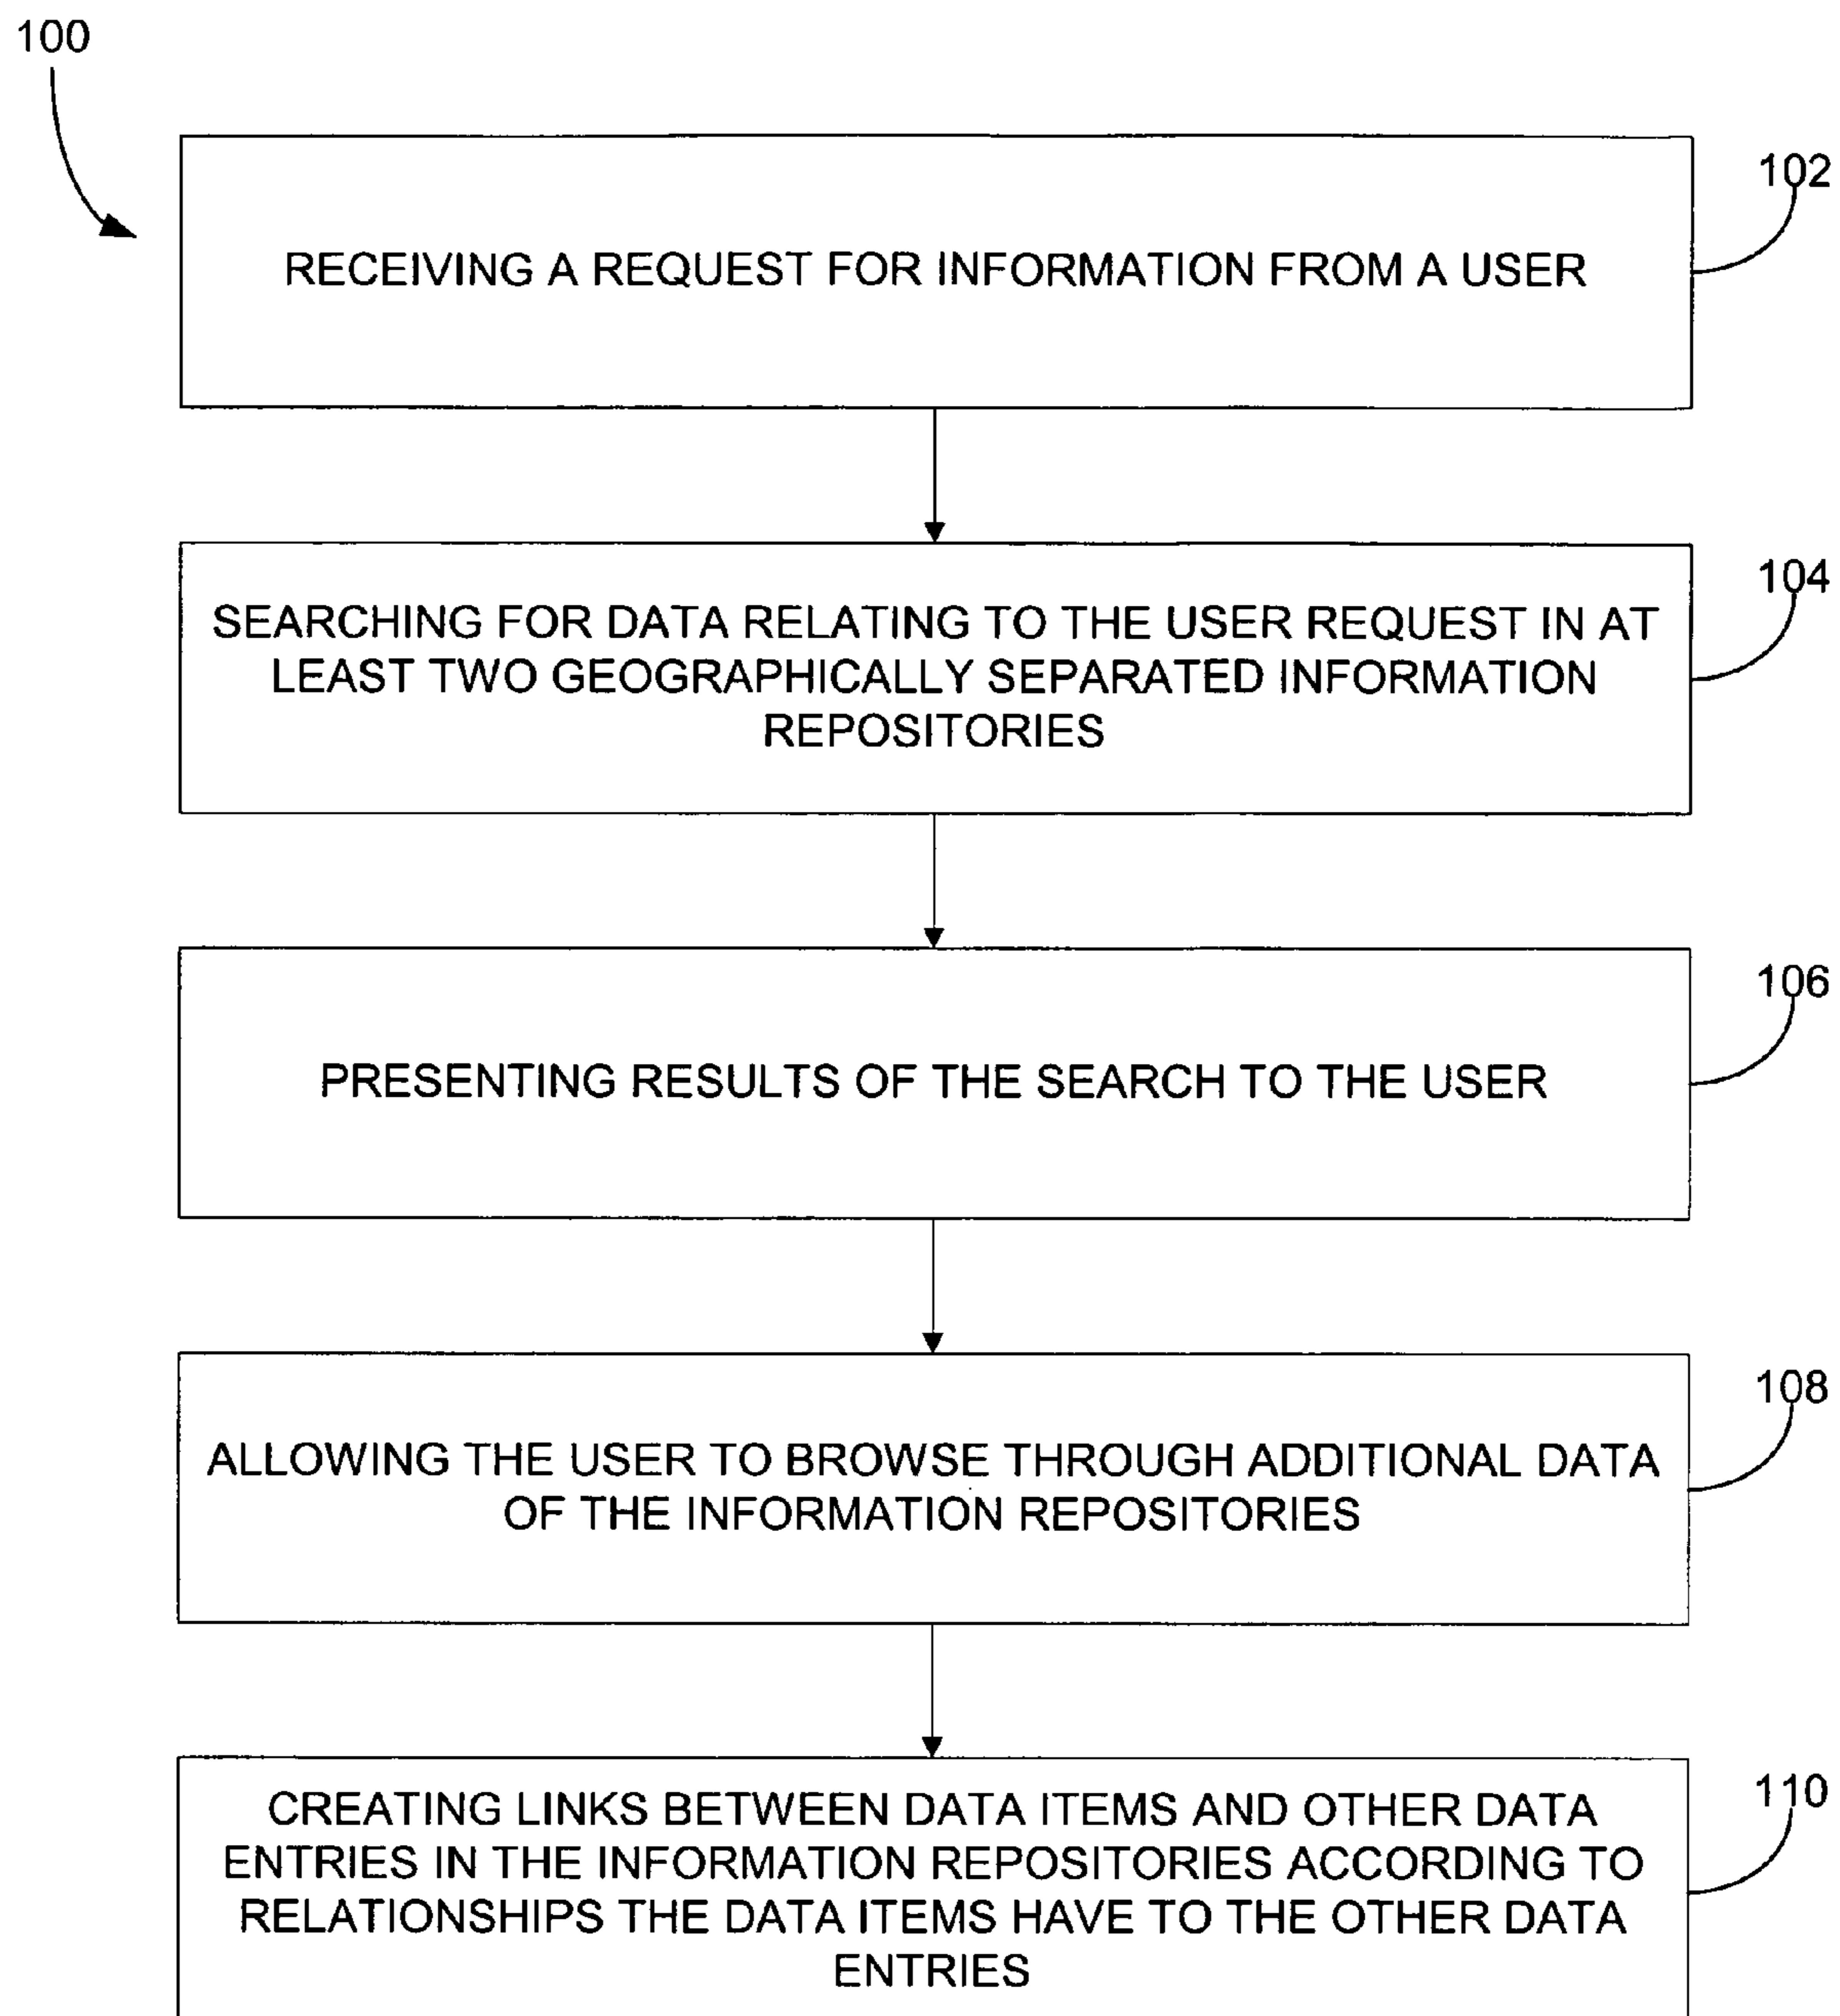 100
102
RECEIVING A REQUEST FOR INFORMATION FROM A USER
104
SEARCHING FOR DATA RELATING TO THE USER REQUEST IN AT
LEAST TWO GEOGRAPHICALLY SEPARATED INFORMATION
REPOSITORIES
106
PRESENTING RESULTS OF THE SEARCH TO THE USER
108
ALLOWING THE USER TO BROWSE THROUGH ADDITIONAL DATA
OF THE INFORMATION REPOSITORIES
110
CREATING LINKS BETWEEN DATA ITEMS AND OTHER DATA
ENTRIES IN THE INFORMATION REPOSITORIES ACCORDING TO
RELATIONSHIPS THE DATA ITEMS HAVE TO THE OTHER DATA
ENTRIES